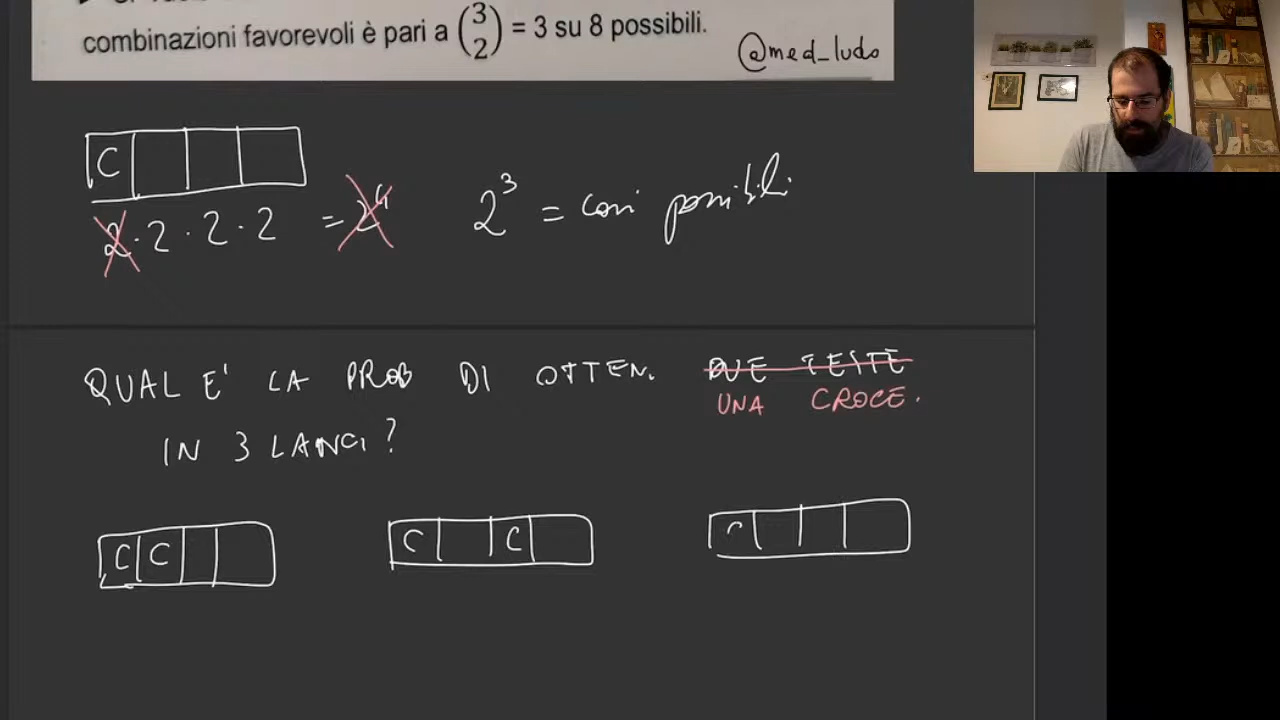 combinazioni favorevoli è pari a (3 2) = 3 su 8 possibili.
@med_ludo
C
2 · 2 · 2 · 2 = 2⁴ 2³ = casi possibili
QUAL E' LA PROB DI OTTEN. DUE TESTE
UNA CROCE.
IN 3 LANCI?
C C C C C